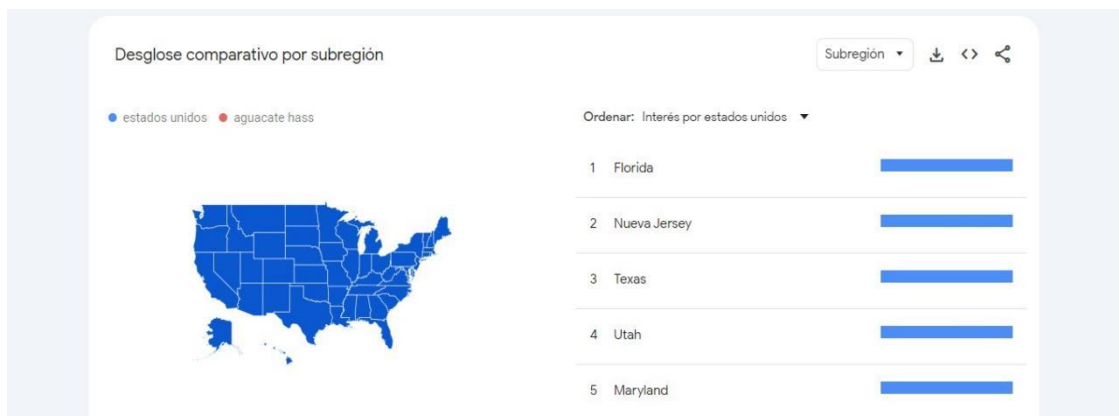 Desglose comparativo por subregión
Subregión
estados unidos aguacate hass
Ordenar: Interés por estados unidos
1 Florida
2 Nueva Jersey
3 Texas
4 Utah
5 Maryland